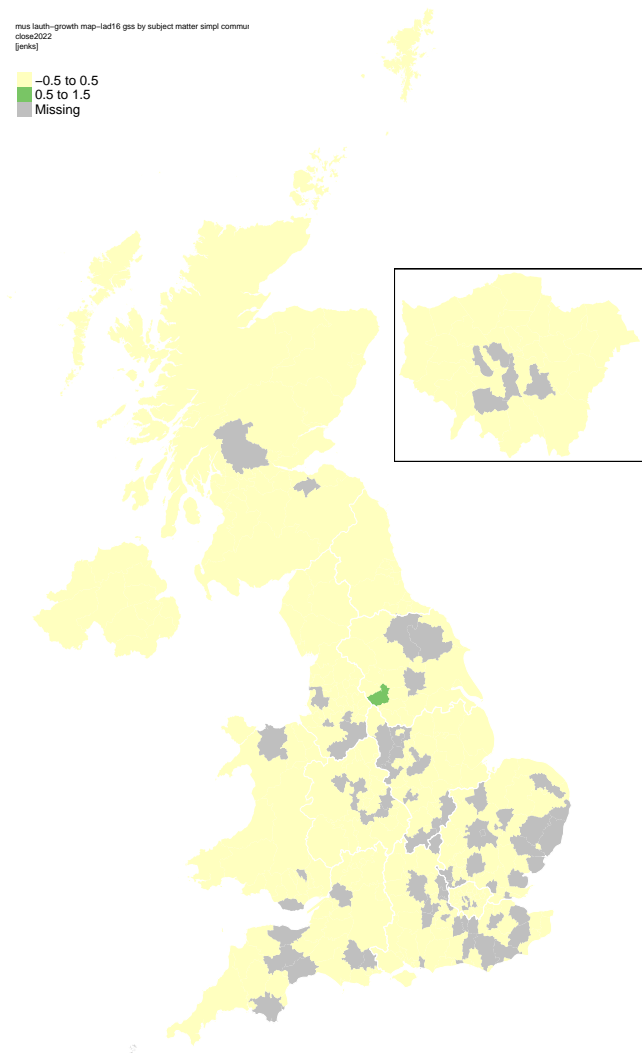 mus lauth−growth map−lad16 gss by subject matter simpl commu
close2022
[jenks]
−0.5 to 0.5
0.5 to 1.5
Missing